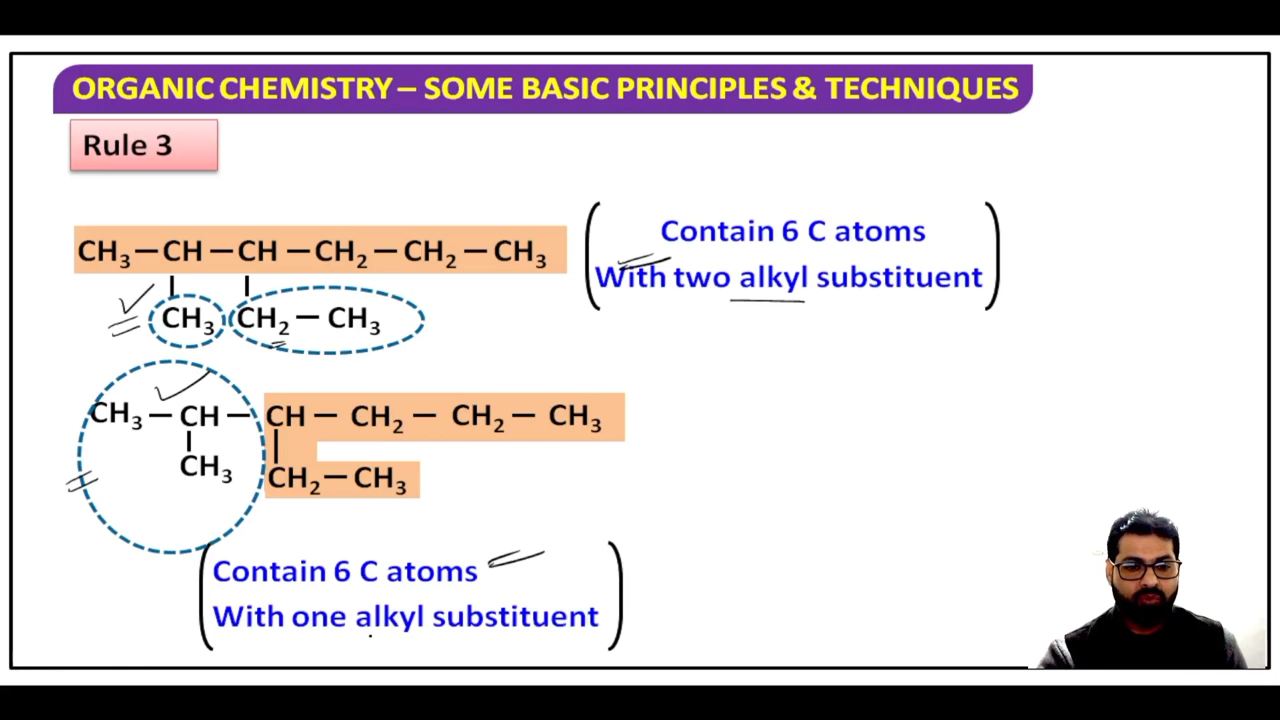 ORGANIC CHEMISTRY – SOME BASIC PRINCIPLES & TECHNIQUES
Rule 3
CH₃ – CH – CH – CH₂ – CH₂ – CH₃
CH₃ CH₂ – CH₃
Contain 6 C atoms
With two alkyl substituent
CH₃ – CH – CH – CH₂ – CH₂ – CH₃
CH₃ CH₂ – CH₃
Contain 6 C atoms
With one alkyl substituent